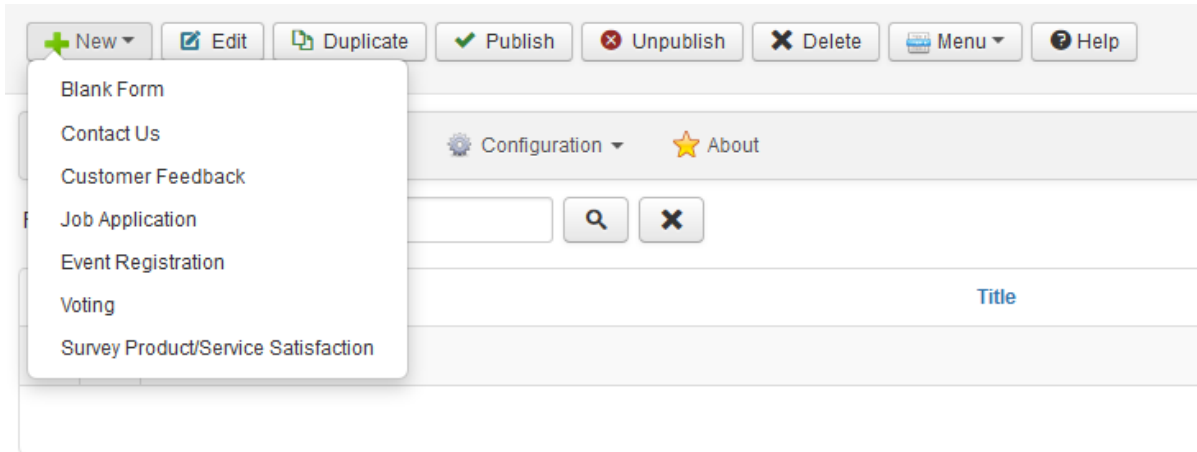 New Edit Duplicate Publish Unpublish Delete Menu Help
Blank Form
Contact Us
Configuration About
Customer Feedback
Job Application
Event Registration
Voting
Title
Survey Product/Service Satisfaction